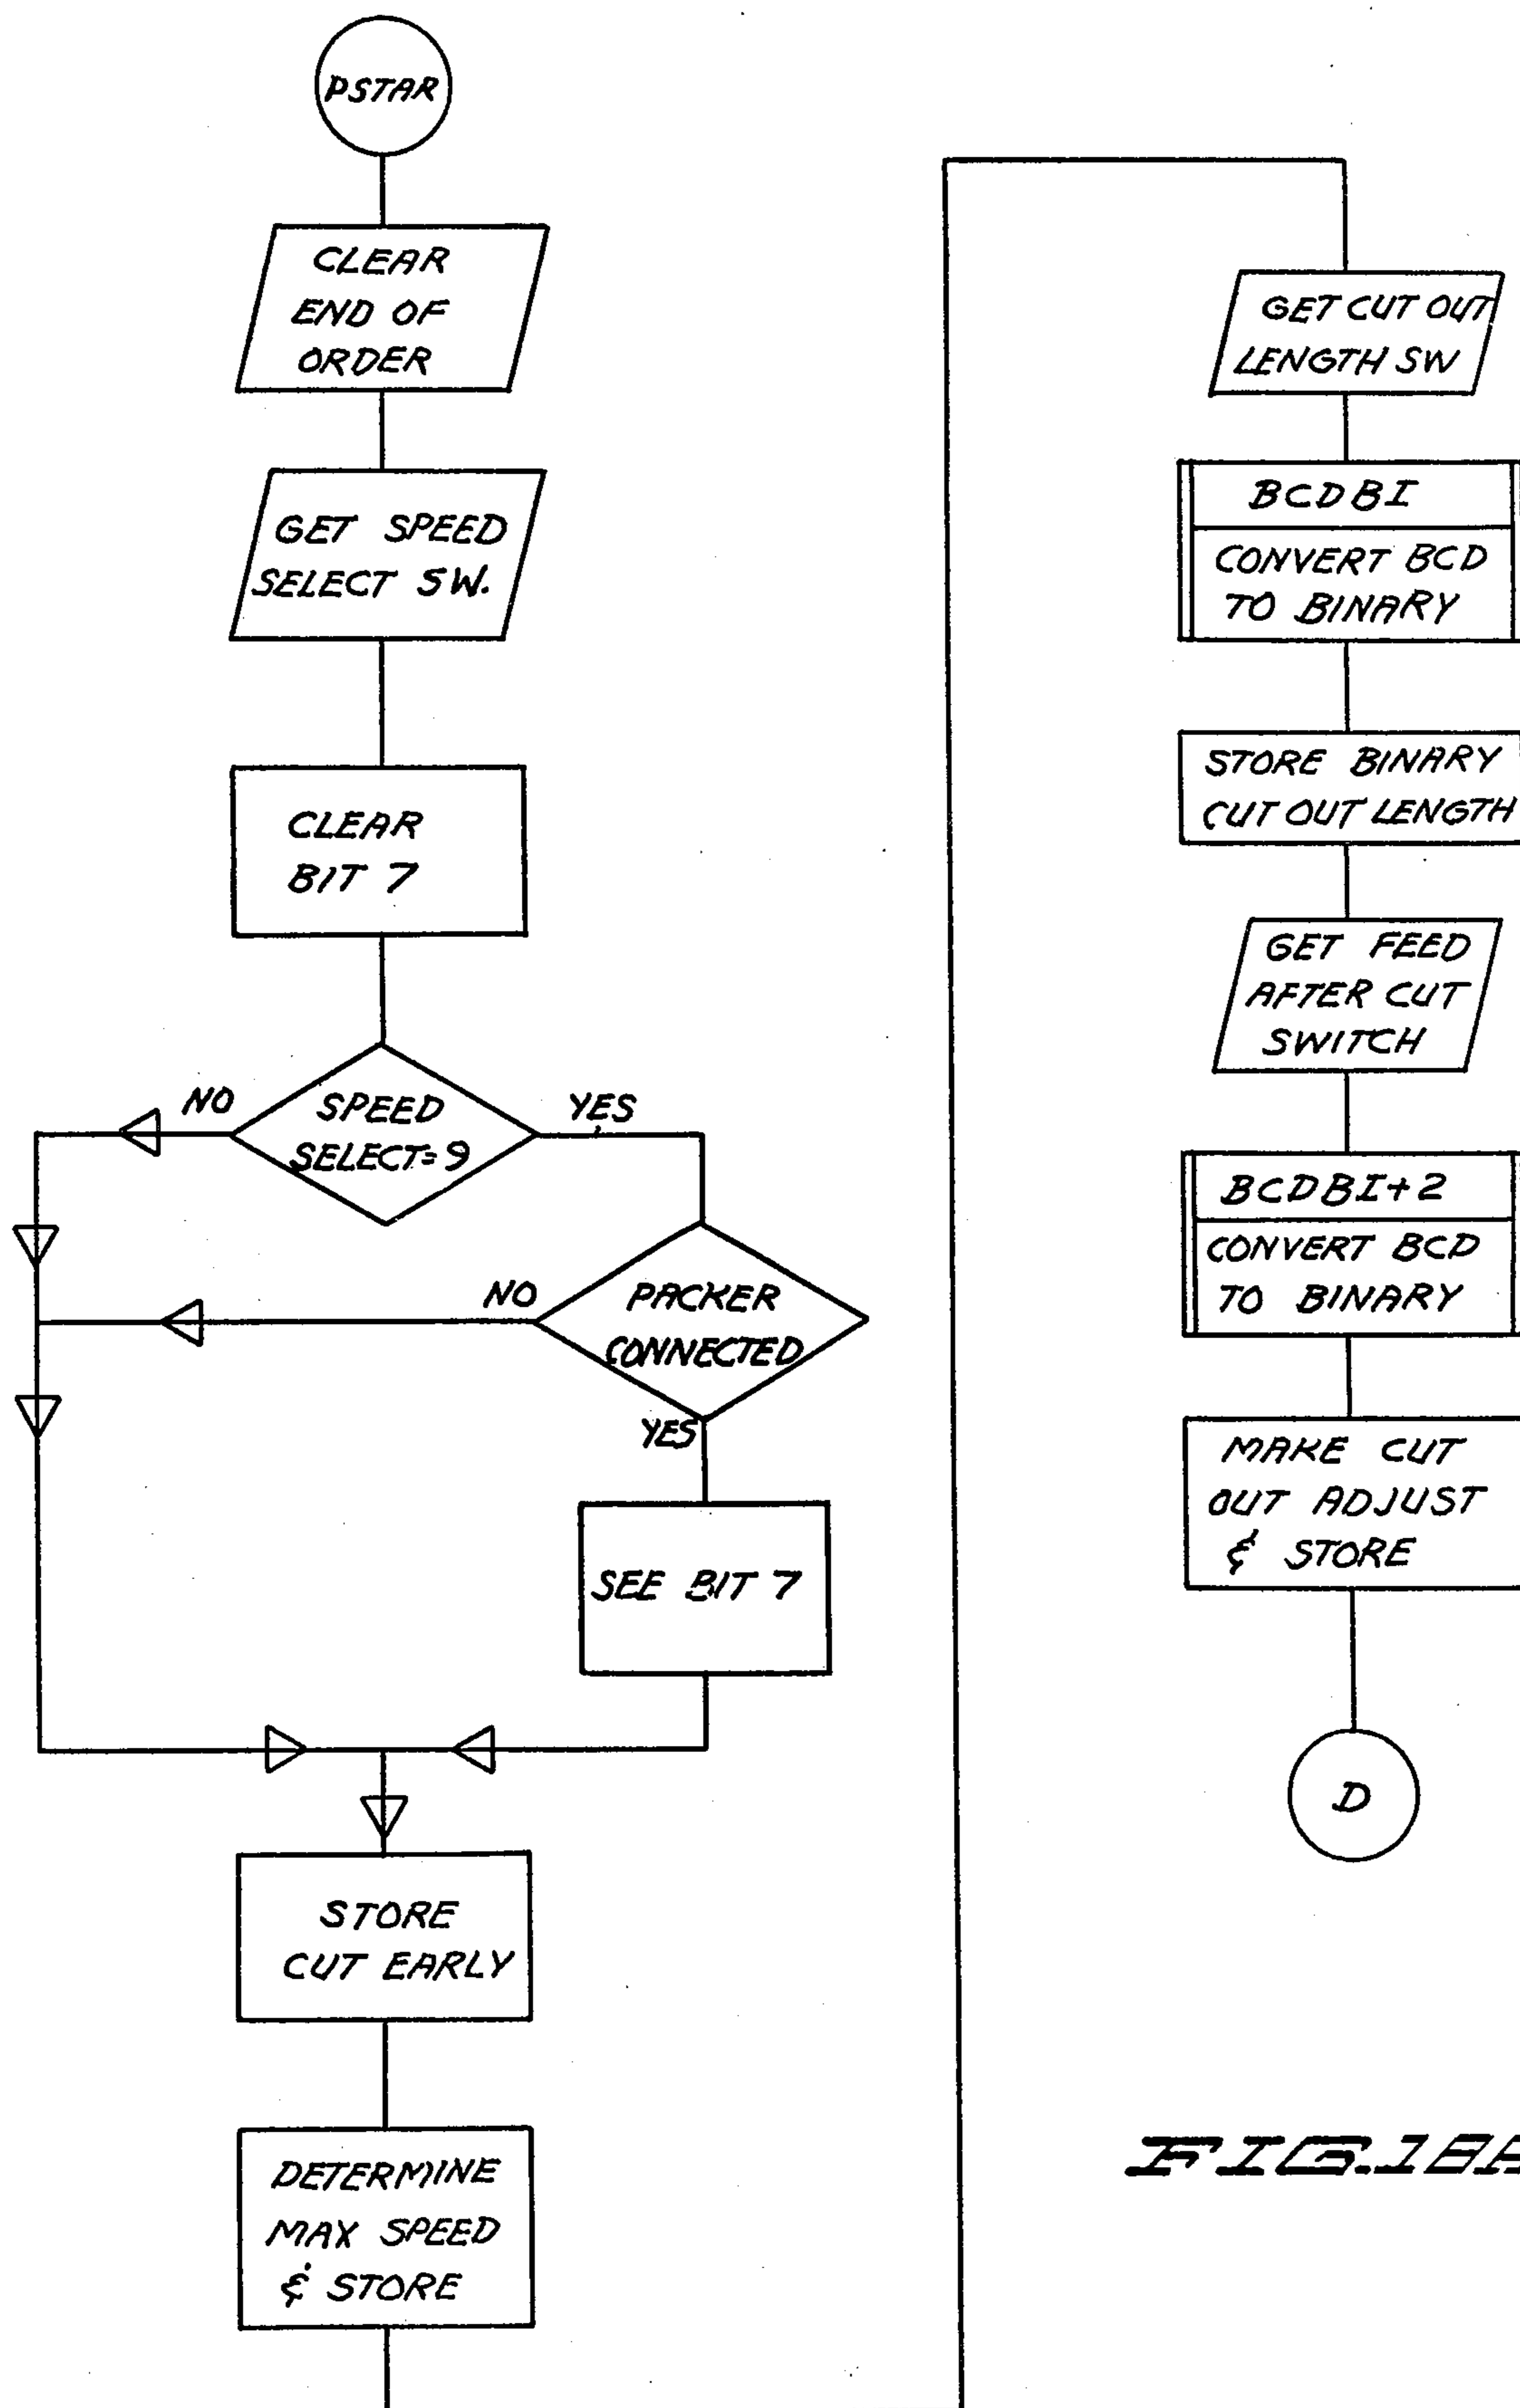 PSTAR
CLEAR
END OF
ORDER
GET SPEED
SELECT SW.
CLEAR
BIT 7
SPEED
SELECT=9
NO
YES
PACKER
CONNECTED
NO
YES
SEE BIT 7
STORE
CUT EARLY
DETERMINE
MAX SPEED
& STORE
GET CUT OUT
LENGTH SW
BCDBI
CONVERT BCD
TO BINARY
STORE BINARY
CUT OUT LENGTH
GET FEED
AFTER CUT
SWITCH
BCDBI+2
CONVERT BCD
TO BINARY
MAKE CUT
OUT ADJUST
& STORE
D
FIG.18A